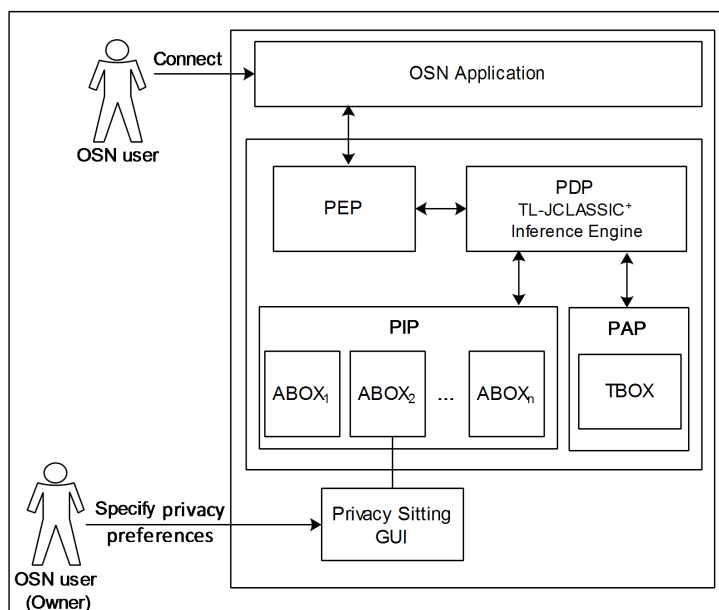 Connect
OSN Application
OSN user
PEP
PDP
TL-JCLASSIC⁺
Inference Engine
PIP
PAP
ABOX₁
ABOX₂
...
ABOXₙ
TBOX
Specify privacy
preferences
Privacy Sitting
GUI
OSN user
(Owner)